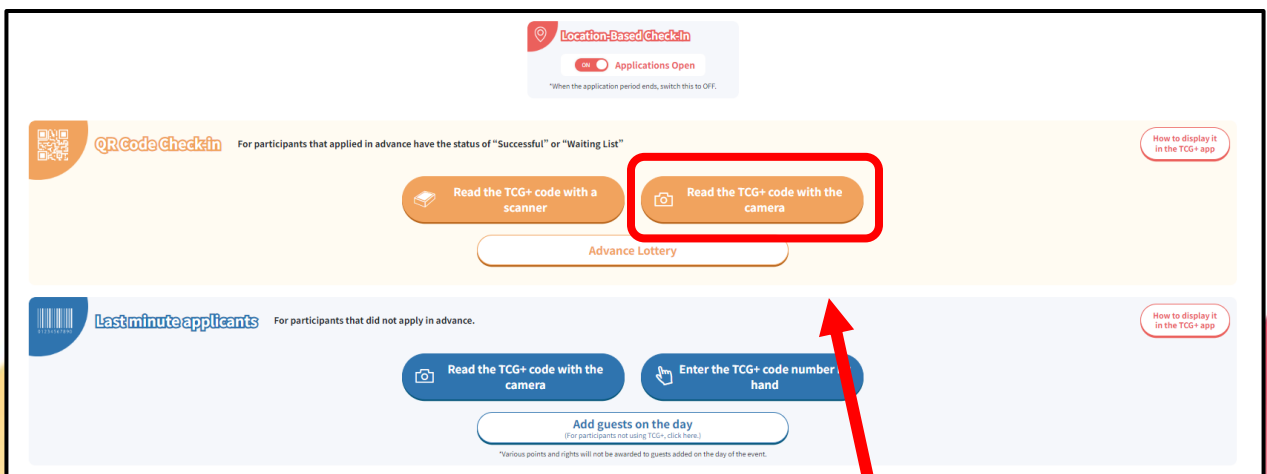 Location-Based Check-In
ON Applications Open
*When the application period ends, switch this to OFF.
QR Code Check-in
For participants that applied in advance have the status of “Successful” or “Waiting List”
How to display it
in the TCG+ app
Read the TCG+ code with a
scanner
Read the TCG+ code with the
camera
Advance Lottery
Last minute applicants
For participants that did not apply in advance.
How to display it
in the TCG+ app
Read the TCG+ code with the
camera
Enter the TCG+ code number
hand
Add guests on the day
(For participants not using TCG+, click here.)
*Various points and rights will not be awarded to guests added on the day of the event.